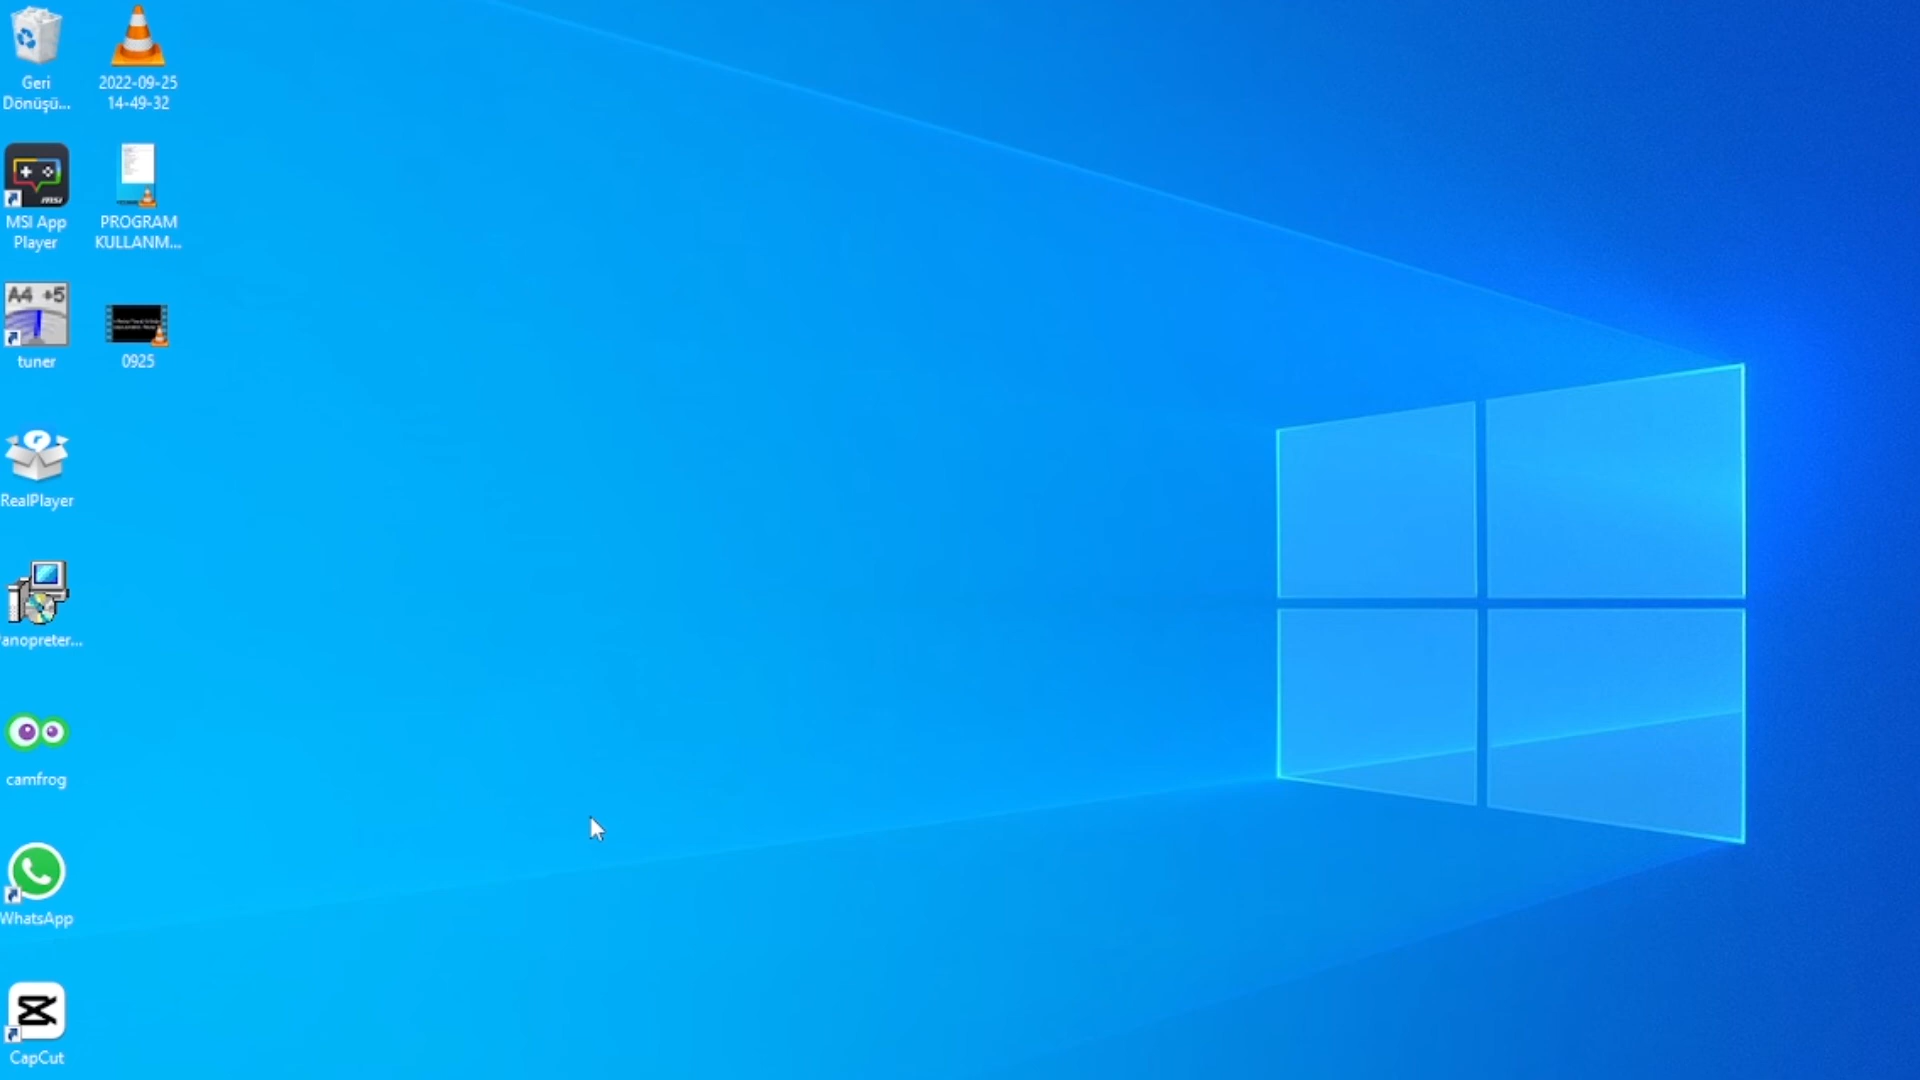 Geri
Dönüşü...
2022-09-25
14-49-32
MSI App
Player
PROGRAM
KULLANM...
A4 +5
tuner
0925
RealPlayer
anopreter...
camfrog
WhatsApp
CapCut
msi